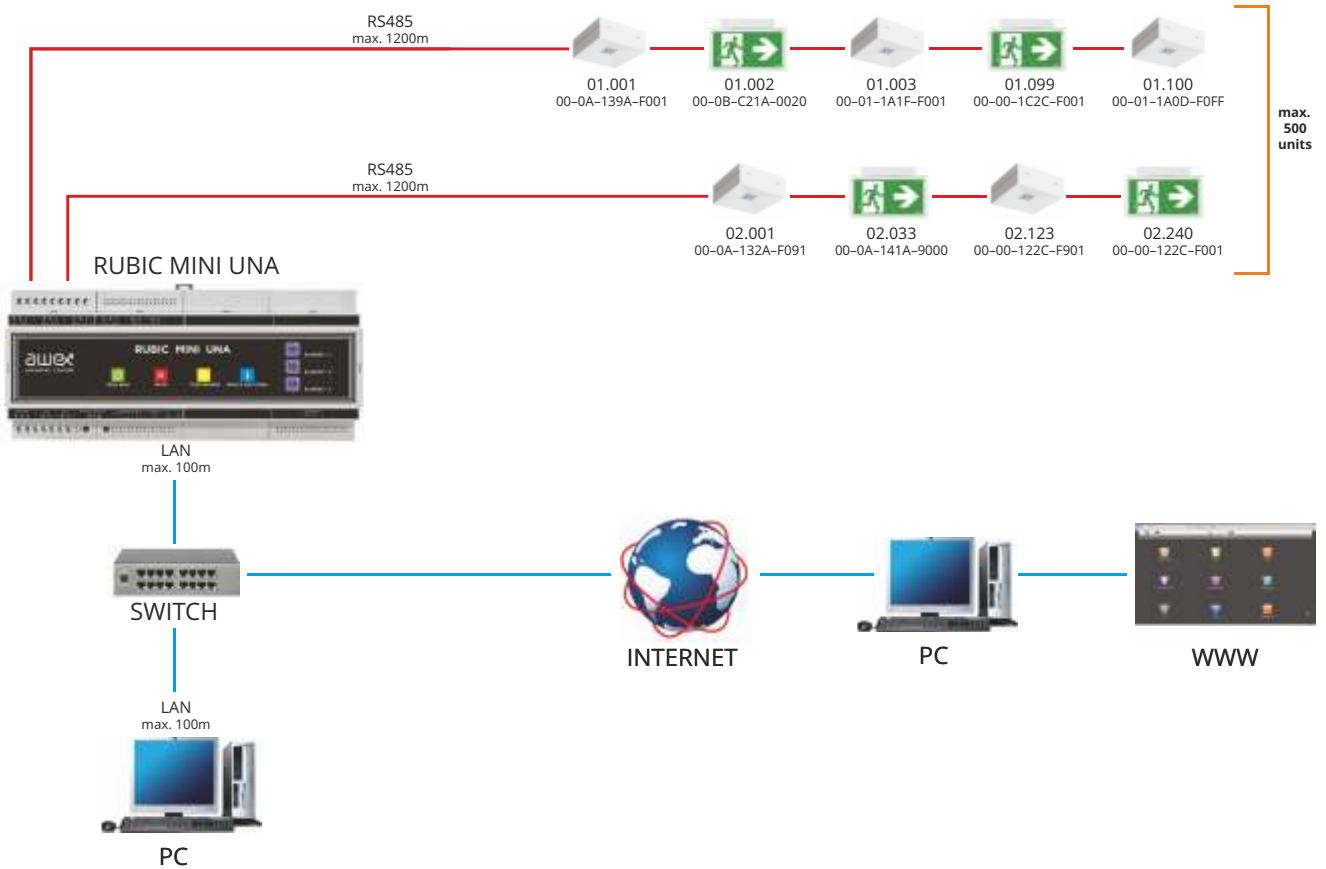 RS485
max. 1200m
01.001
00–0A–139A–F001
01.002
00–0B–C21A–0020
01.003
00–01–1A1F–F001
01.099
00–00–1C2C–F001
01.100
00–01–1A0D–F0FF
max.
500
units
RS485
max. 1200m
02.001
00–0A–132A–F091
02.033
00–0A–141A–9000
02.123
00–00–122C–F901
02.240
00–00–122C–F001
RUBIC MINI UNA
awex
RUBIC MINI UNA
LAN
max. 100m
SWITCH
INTERNET
PC
WWW
LAN
max. 100m
PC